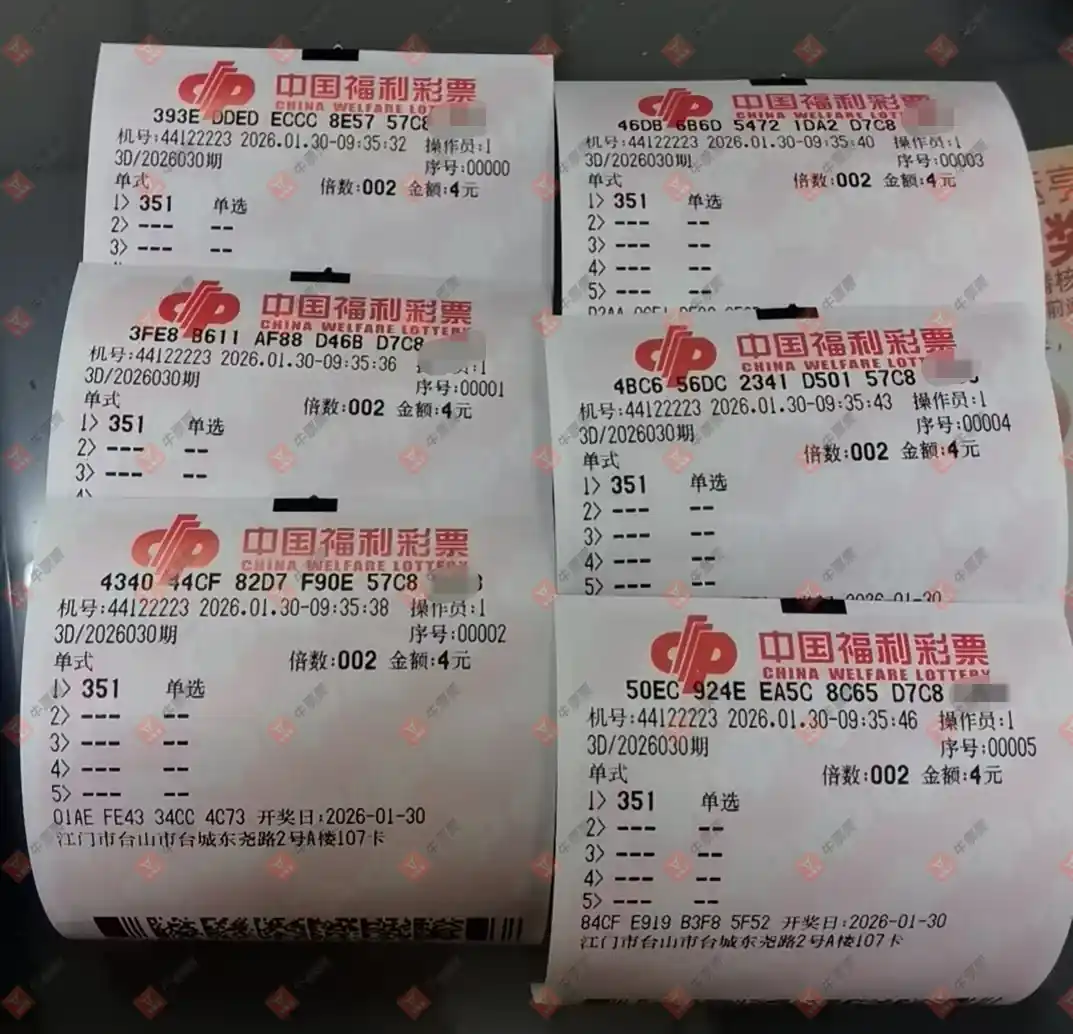 中国福利彩票
CHINA WELFARE LOT
393E DDED ECCC 8E57 57C8
机号:44122223 2026.01.30-09:35:32 操作员:1
3D/2026030期 序号:00000
单式 倍数:002 金额:4元
1> 351 单选
2> --- --
3> --- --
中国福利彩票
CHINA WELFARE LOTTERY
3FE8 B611 AF88 D46B D7C8
机号:44122223 2026.01.30-09:35:36 :1
3D/2026030期 序号:00001
单式 倍数:002 金额:4元
1> 351 单选
2> --- --
3> --- --
4>
中国福利彩票
CHINA WELFARE LOTTERY
4340 44CF 82D7 F90E 57C8
机号:44122223 2026.01.30-09:35:38 操作员:1
3D/2026030期 序号:00002
单式 倍数:002 金额:4元
1> 351 单选
2> --- --
3> --- --
4> --- --
5> --- --
01AE FE43 34CC 4C73 开奖日:2026-01-30
江门市台山市台城东尧路2号A楼107卡
中国福利彩票
CHINA WELFARE LOTT
46DB 6B6D 5472 1DA2 D7C8
机号:44122223 2026.01.30-09:35:40 操作员:1
3D/2026030期 序号:00003
单式 倍数:002 金额:4元
1> 351 单选
2> --- --
3> --- --
4> --- --
5> --- --
中国福利彩票
CHINA WELFARE LOTT
4BC6 56DC 2341 D501 57C8
机号:44122223 2026.01.30-09:35:43 操作员:1
3D/2026030期 序号:00004
单式 倍数:002 金额:4元
1> 351 单选
2> --- --
3> --- --
4> --- --
5> --- --
2026-01-30
中国福利彩票
CHINA WELFARE LOTTERY
50EC 924E EA5C 8C65 D7C8
机号:44122223 2026.01.30-09:35:46 操作员:1
3D/2026030期 序号:00005
单式 倍数:002 金额:4元
1> 351 单选
2> --- --
3> --- --
4> --- --
5> --- --
84CF E919 B3F8 5F52 开奖日:2026-01-30
江门市台山市台城东尧路2号A楼107卡